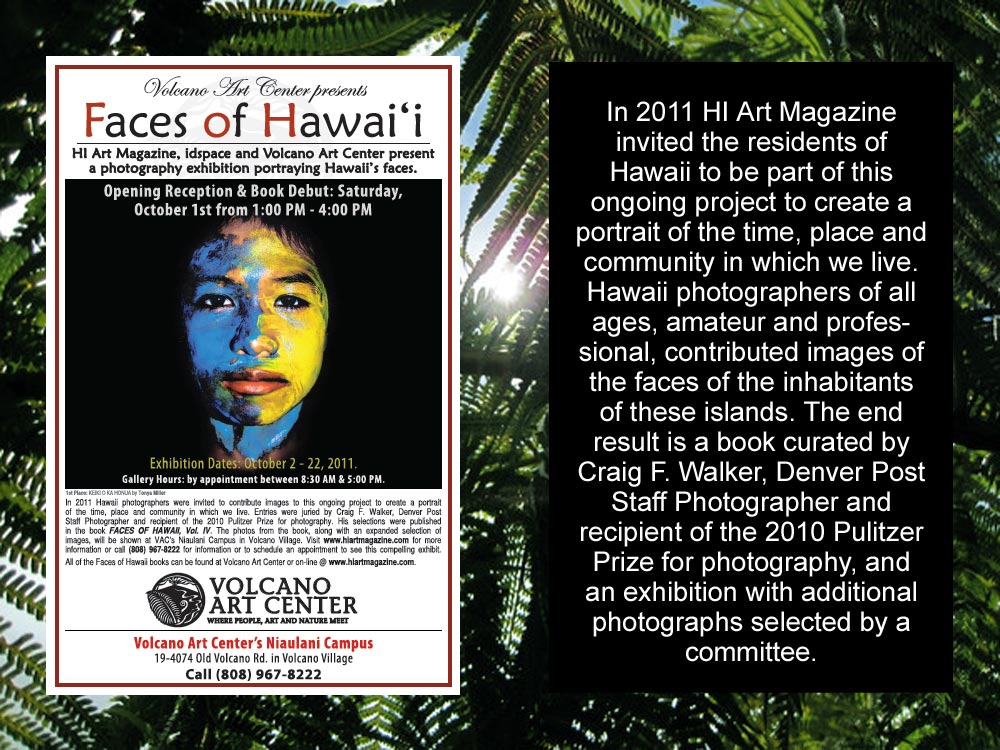 Volcano Art Center presents
Faces of Hawai‘i
HI Art Magazine, idspace and Volcano Art Center present
a photography exhibition portraying Hawaii's faces.
Opening Reception & Book Debut: Saturday,
October 1st from 1:00 PM - 4:00 PM
Exhibition Dates: October 2 - 22, 2011.
Gallery Hours: by appointment between 8:30 AM & 5:00 PM.
1st Place: KEIKI O KA HONUA by Tonya Miller
In 2011 Hawaii photographers were invited to contribute images to this ongoing project to create a portrait
of the time, place and community in which we live. Entries were juried by Craig F. Walker, Denver Post
Staff Photographer and recipient of the 2010 Pulitzer Prize for photography. His selections were published
in the book FACES OF HAWAII, Vol. IV. The photos from the book, along with an expanded selection of
images, will be shown at VAC's Niaulani Campus in Volcano Village. Visit www.hiartmagazine.com for more
information or call (808) 967-8222 for information or to schedule an appointment to see this compelling exhibit.
All of the Faces of Hawaii books can be found at Volcano Art Center or on-line @ www.hiartmagazine.com.
VOLCANO
ART CENTER
WHERE PEOPLE, ART AND NATURE MEET
Volcano Art Center's Niaulani Campus
19-4074 Old Volcano Rd. in Volcano Village
Call (808) 967-8222
In 2011 HI Art Magazine
invited the residents of
Hawaii to be part of this
ongoing project to create a
portrait of the time, place and
community in which we live.
Hawaii photographers of all
ages, amateur and profes-
sional, contributed images of
the faces of the inhabitants
of these islands. The end
result is a book curated by
Craig F. Walker, Denver Post
Staff Photographer and
recipient of the 2010 Pulitzer
Prize for photography, and
an exhibition with additional
photographs selected by a
committee.